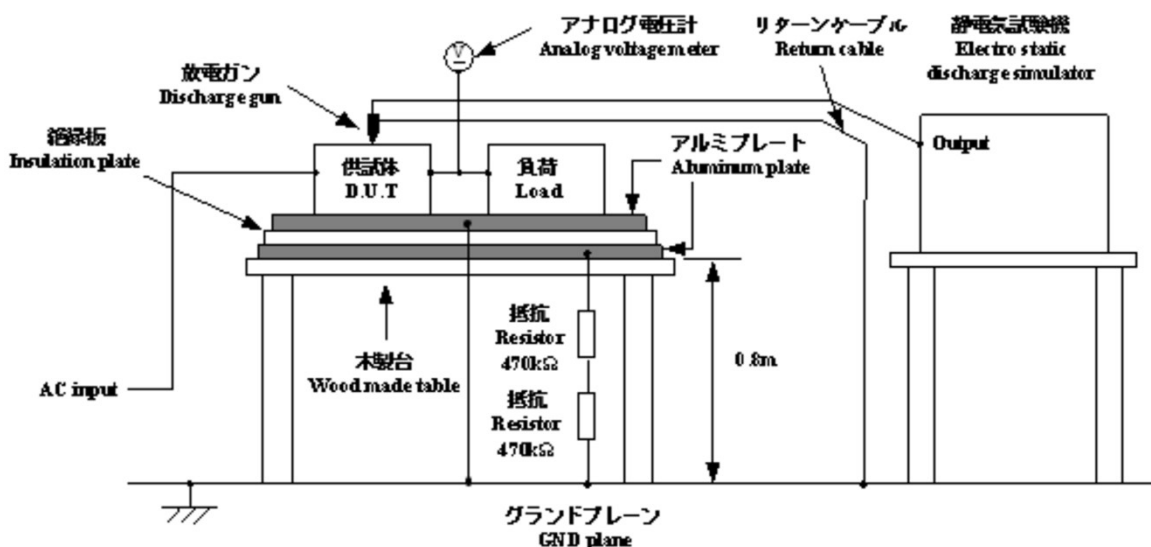 アナログ電圧計
Analog voltage meter
リターンケーブル
Return cable
静電気試験機
Electro static
discharge simulator
放電ガン
Discharge gun
V
絶縁板
Insulation plate
供試体
D.U.T
負荷
Load
アルミプレート
Aluminum plate
Output
抵抗
Resistor
470kΩ
0.8m
木製台
Wood made table
AC input
抵抗
Resistor
470kΩ
グランドプレーン
GND plane